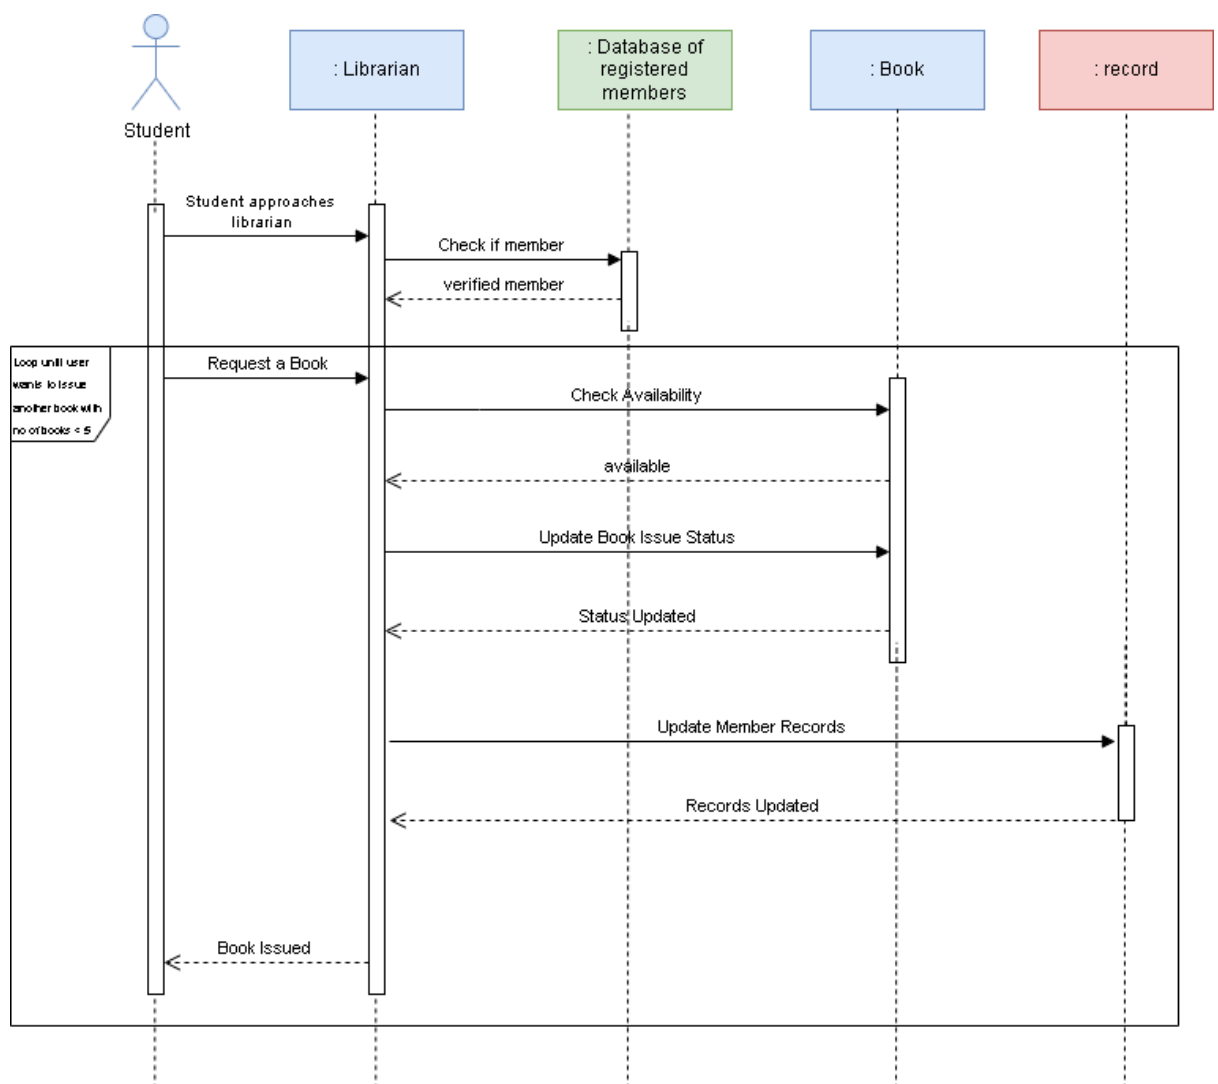 : Librarian
: Database of
registered
members
: Book
: record
Student
Student approaches
librarian
Check if member
verified member
Loop until user
wants to issue
another book with
no of books < 5
Request a Book
Check Availability
available
Update Book Issue Status
Status Updated
Update Member Records
Records Updated
Book Issued